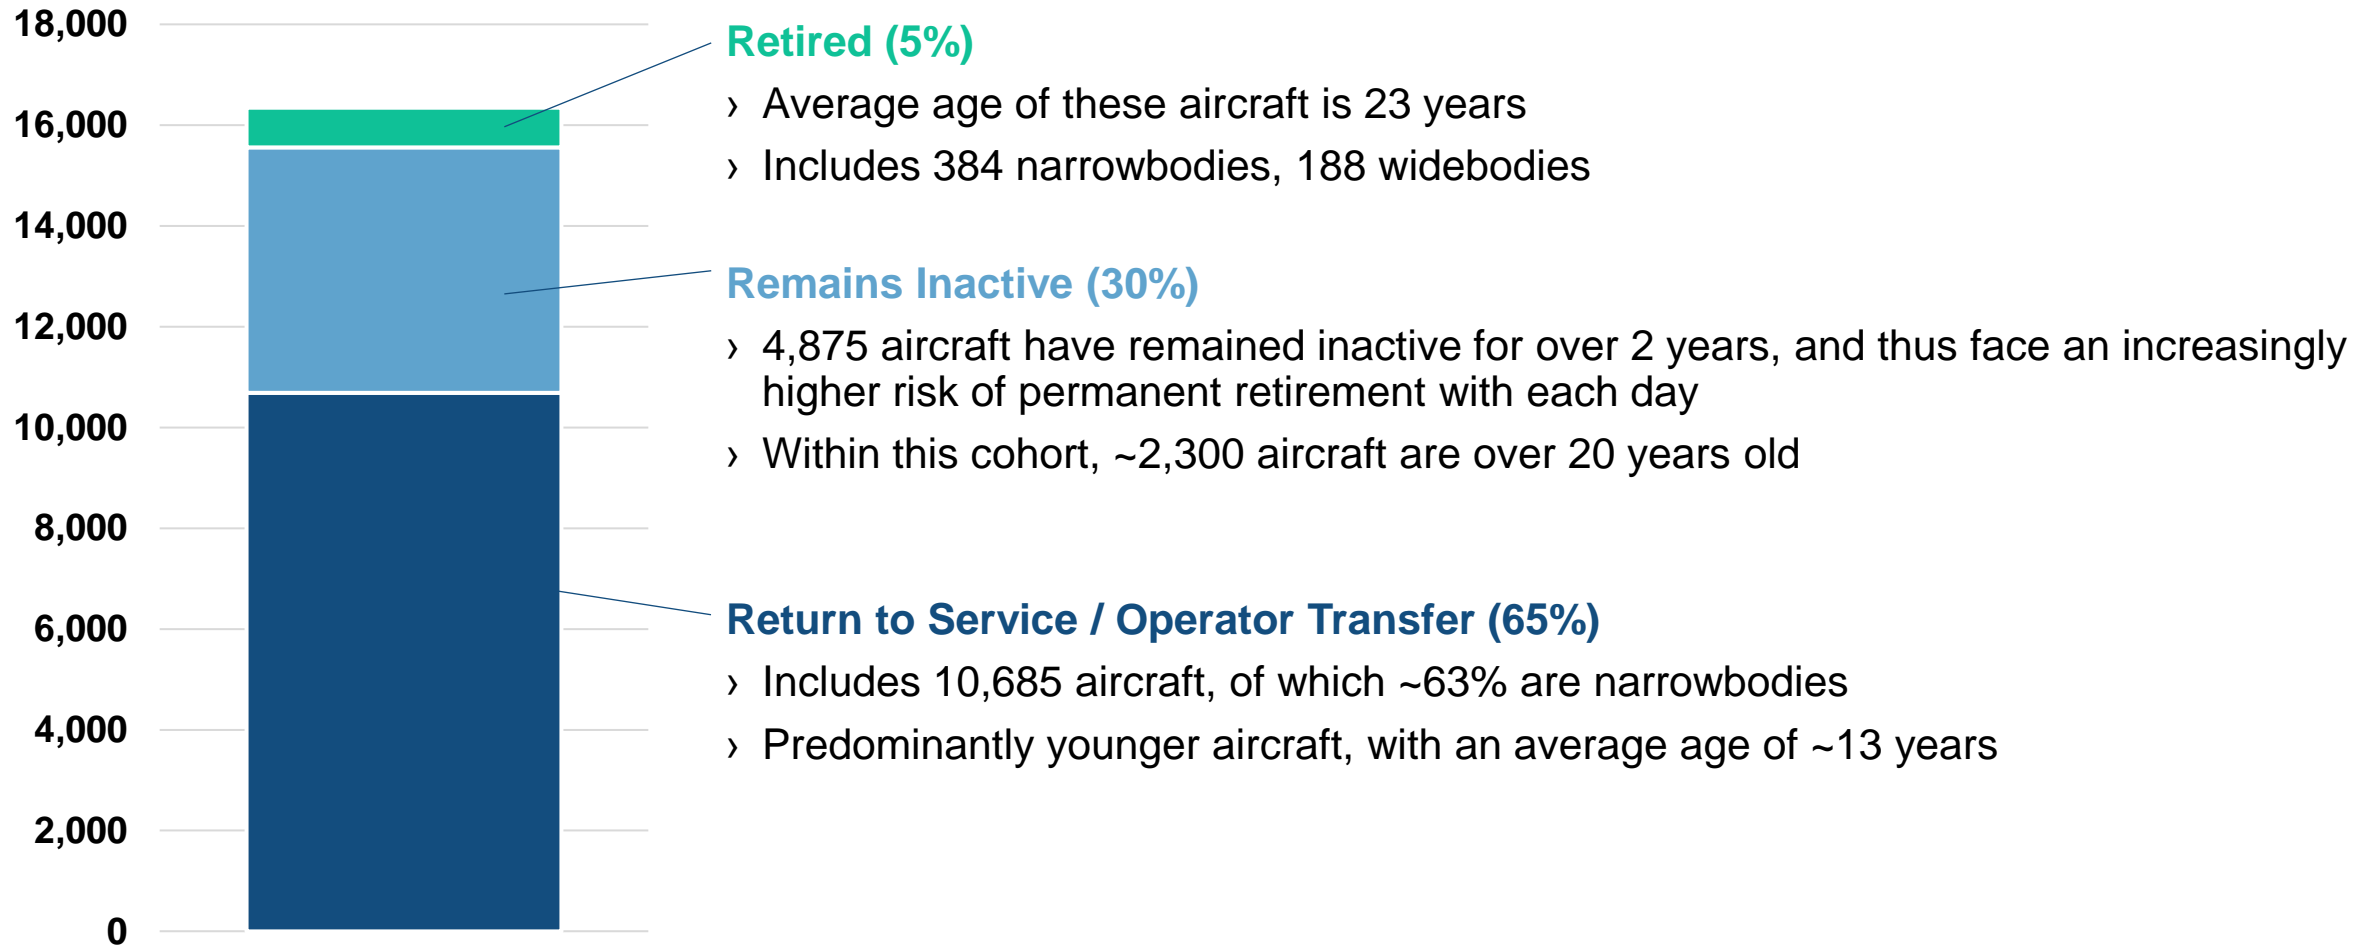 18,000
16,000
14,000
12,000
10,000
8,000
6,000
4,000
2,000
0
Retired (5%)
› Average age of these aircraft is 23 years
› Includes 384 narrowbodies, 188 widebodies
Remains Inactive (30%)
› 4,875 aircraft have remained inactive for over 2 years, and thus face an increasingly
higher risk of permanent retirement with each day
› Within this cohort, ~2,300 aircraft are over 20 years old
Return to Service / Operator Transfer (65%)
› Includes 10,685 aircraft, of which ~63% are narrowbodies
› Predominantly younger aircraft, with an average age of ~13 years